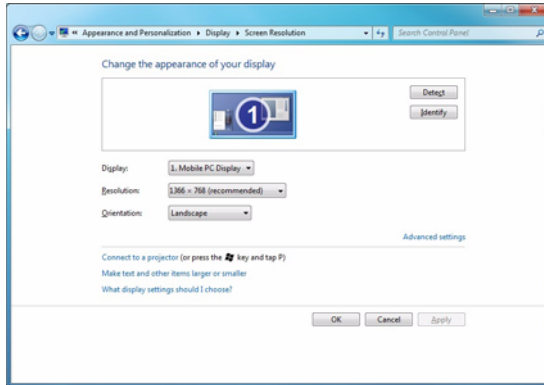 « Appearance and Personalization ▸ Display ▸ Screen Resolution Search Control Panel
Change the appearance of your display
1
Detect
Identify
Display: 1. Mobile PC Display
Resolution: 1366 × 768 (recommended)
Orientation: Landscape
Advanced settings
Connect to a projector (or press the key and tap P)
Make text and other items larger or smaller
What display settings should I choose?
OK Cancel Apply